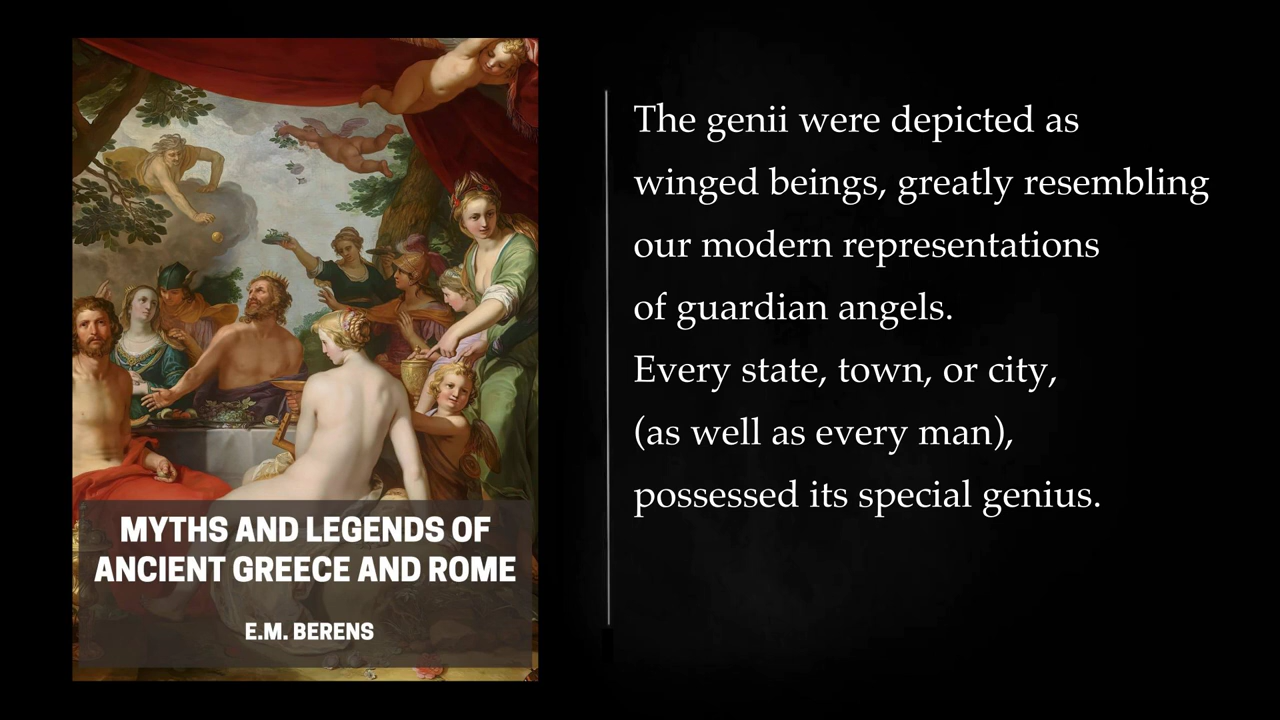 MYTHS AND LEGENDS OF
ANCIENT GREECE AND ROME
E.M. BERENS
The genii were depicted as
winged beings, greatly resembling
our modern representations
of guardian angels.
Every state, town, or city,
(as well as every man),
possessed its special genius.